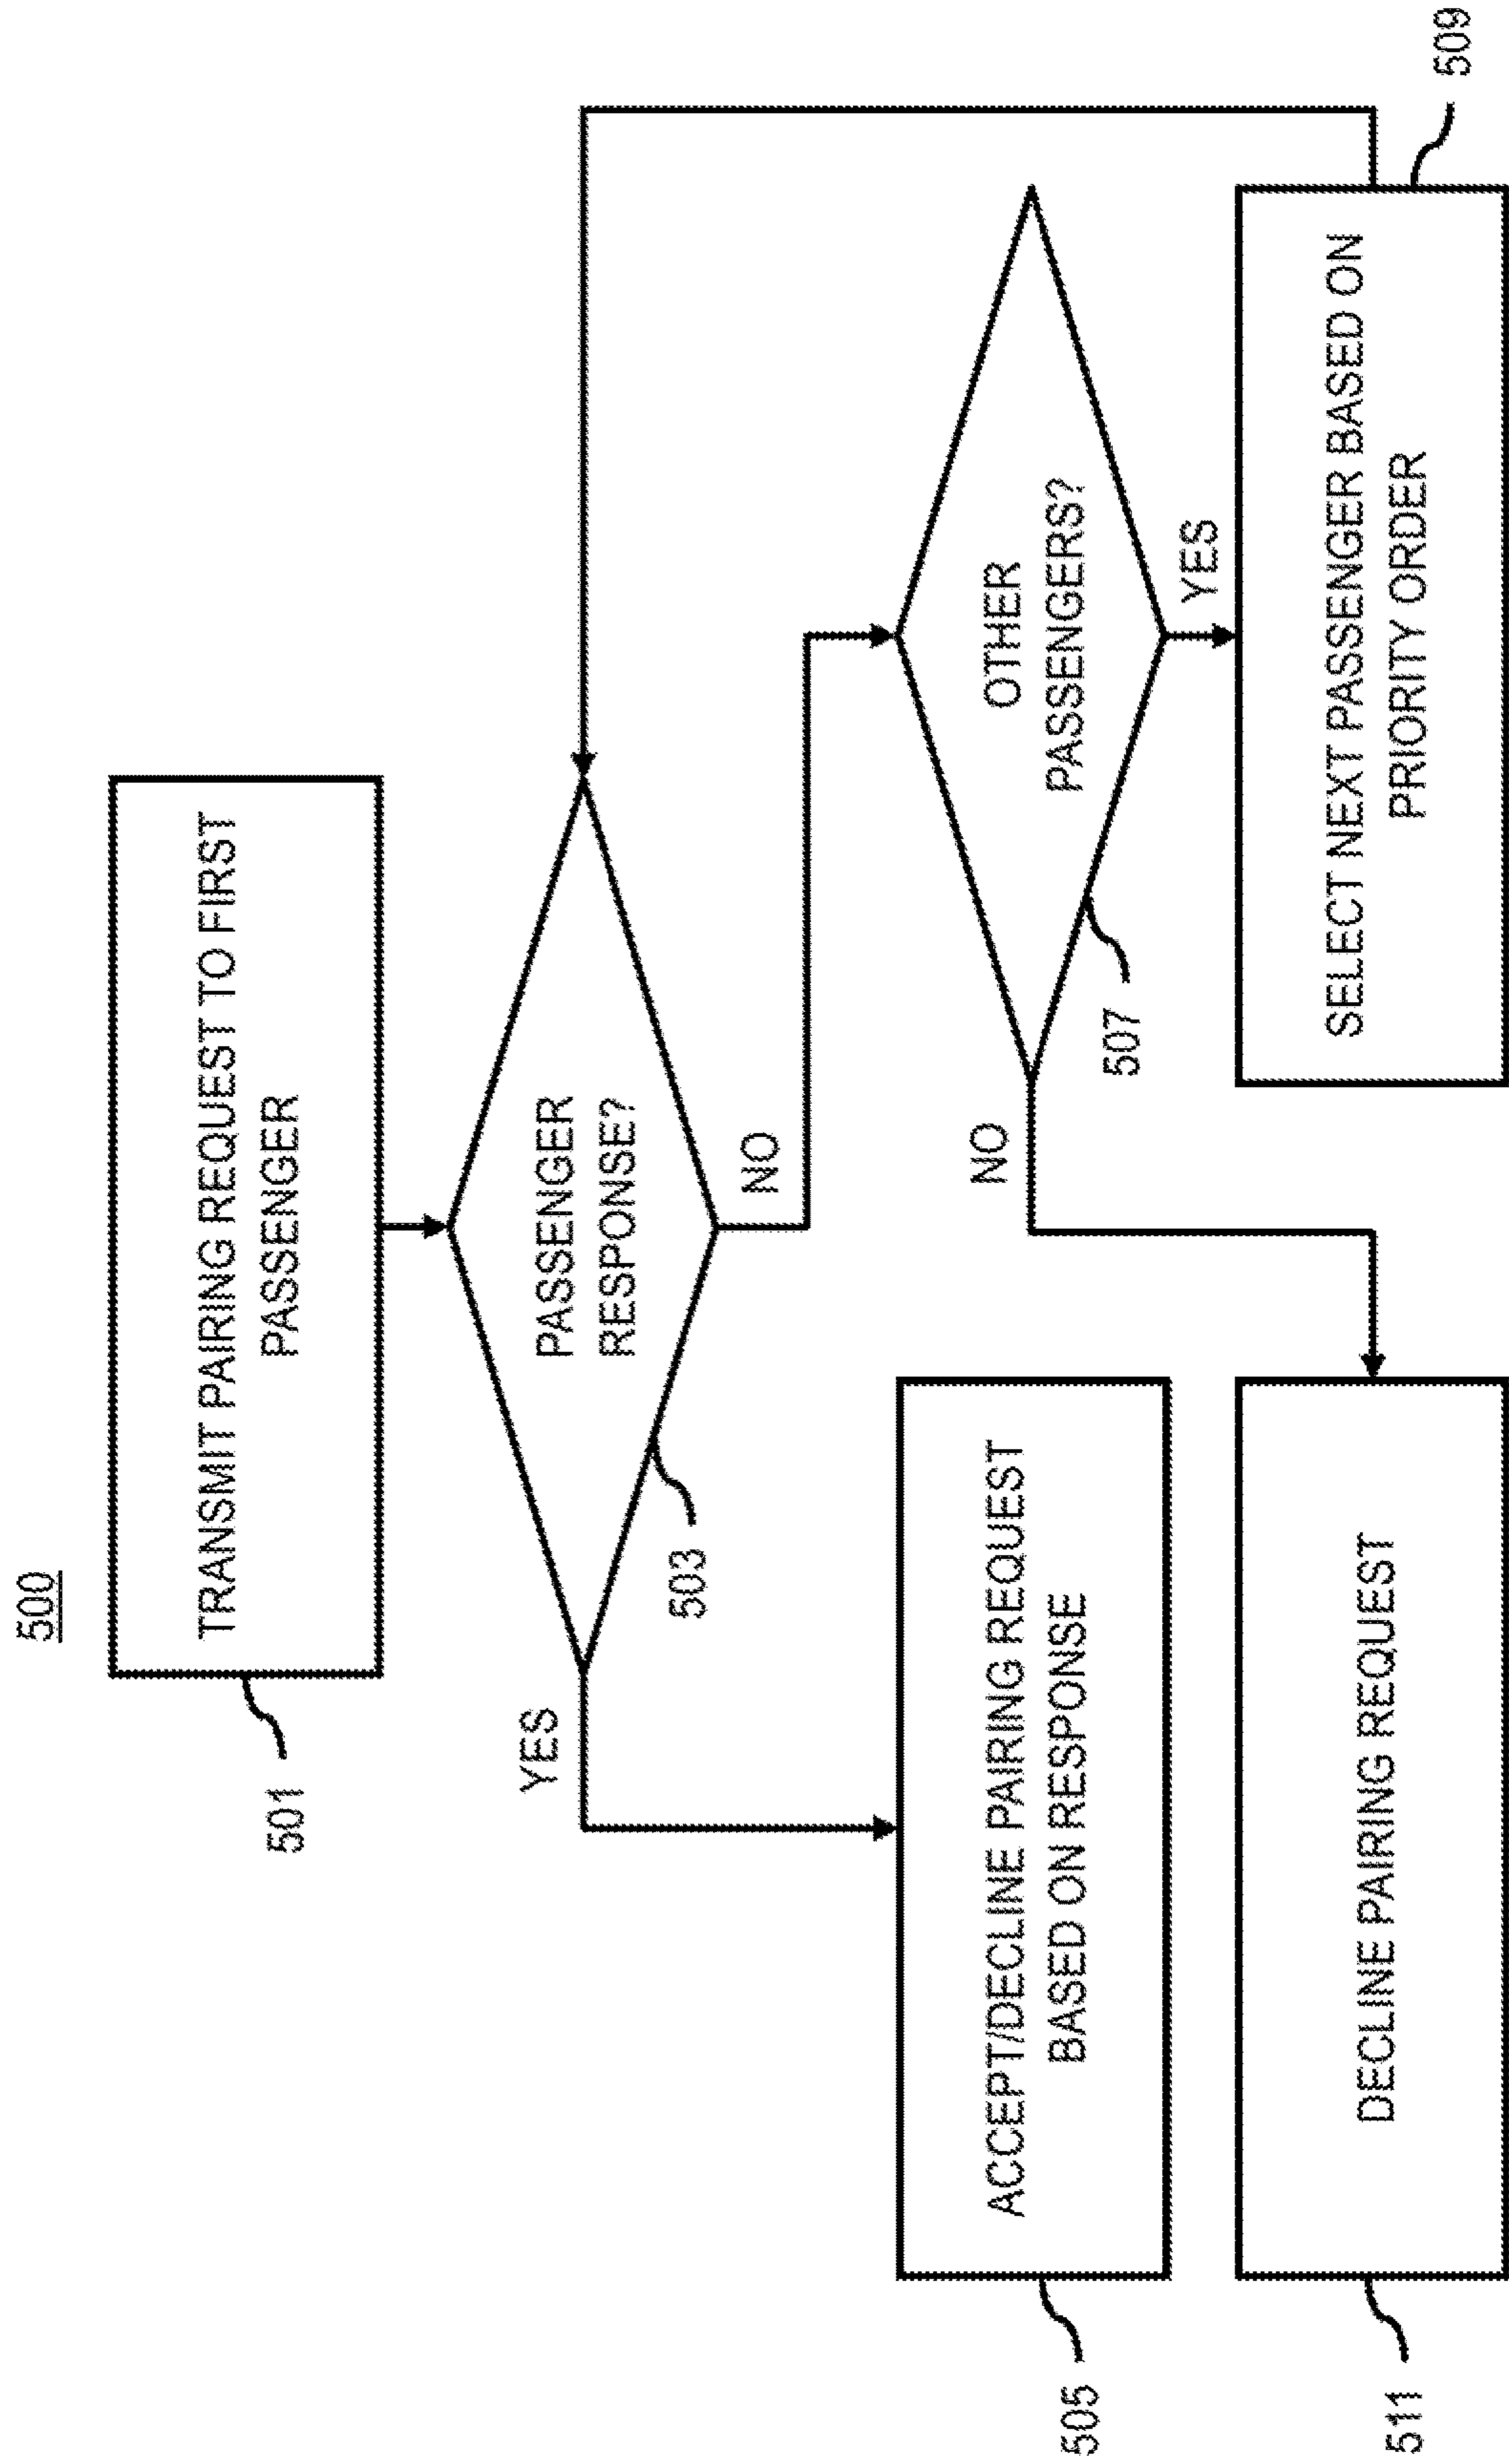 500
TRANSMIT PAIRING REQUEST TO FIRST
PASSENGER
501
PASSENGER
RESPONSE?
503
YES
NO
ACCEPT/DECLINE PAIRING REQUEST
BASED ON RESPONSE
505
OTHER
PASSENGERS?
507
NO
YES
DECLINE PAIRING REQUEST
511
SELECT NEXT PASSENGER BASED ON
PRIORITY ORDER
509